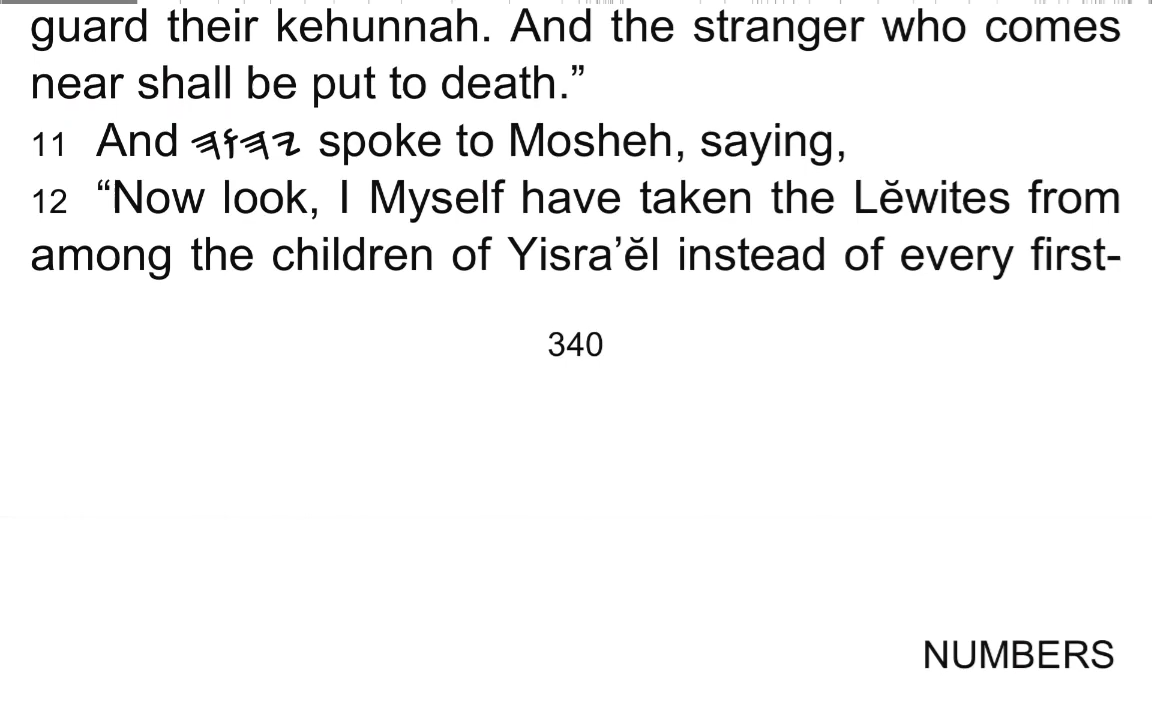 guard their kehunnah. And the stranger who comes
near shall be put to death.”
11 And 𐤉𐤄𐤅𐤄 spoke to Mosheh, saying,
12 “Now look, I Myself have taken the Lĕwites from
among the children of Yisra’ĕl instead of every first-
340
NUMBERS